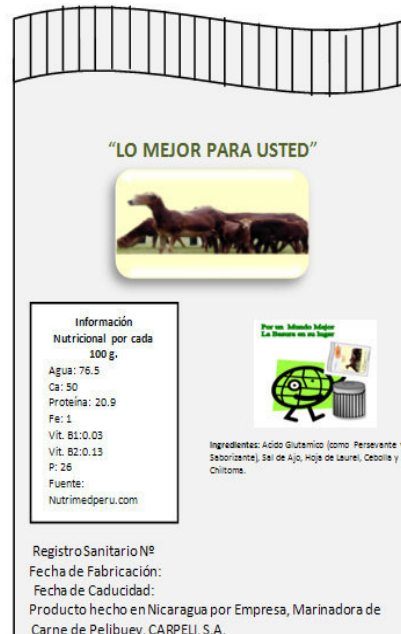 “LO MEJOR PARA USTED”
Información
Nutricional por cada
100 g.
Agua: 76.5
Ca: 50
Proteína: 20.9
Fe: 1
Vit. B1:0.03
Vit. B2:0.13
P: 26
Fuente:
Nutrimedperu.com
Por un Mundo Mejor
La Basura en su lugar
Ingredientes: Acido Glutamico (como Persevante
Saborizante), Sal de Ajo, Hoja de Laurel, Cebolla y
Chiltoma.
Registro Sanitario Nº
Fecha de Fabricación:
Fecha de Caducidad:
Producto hecho en Nicaragua por Empresa, Marinadora de
Carne de Pelibuey, CARPELI, S.A.